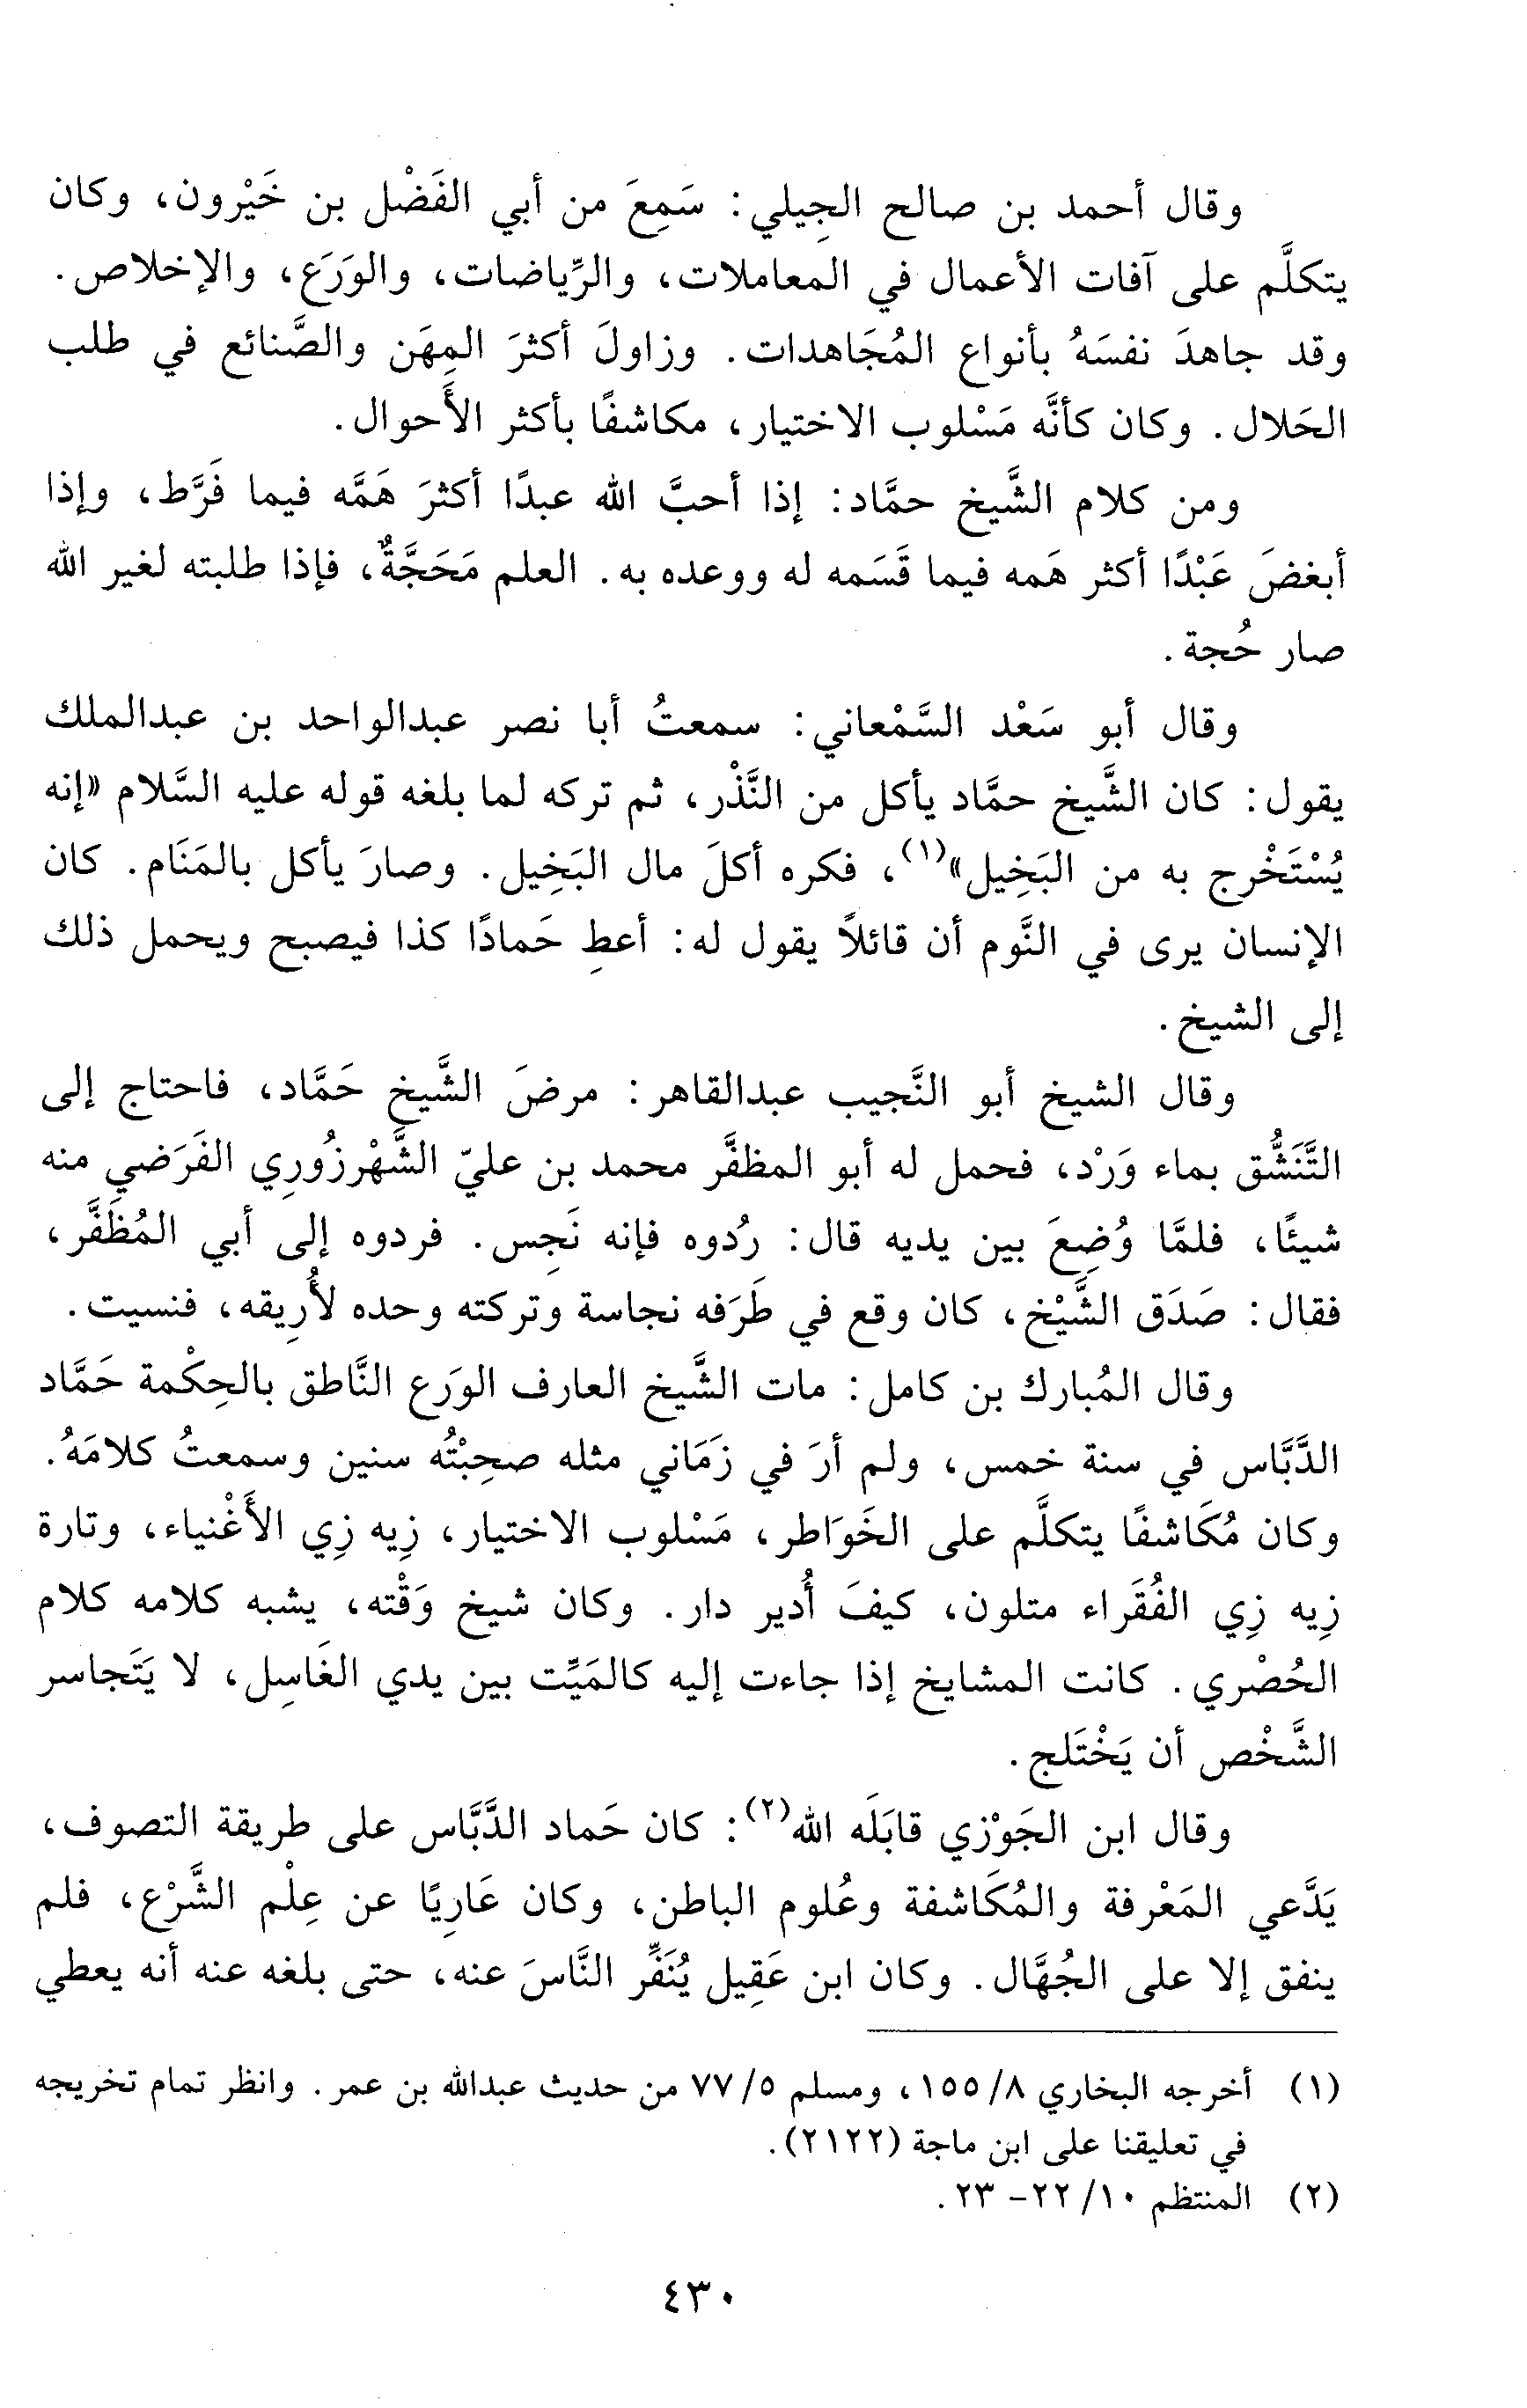 وقال أحمد بن صالح الجِيلي: سَمِعَ من أبي الفَضْل بن خَيْرون، وكان
يتكلَّم على آفات الأعمال في المعاملات، والرِّياضات، والوَرَع، والإخلاص.
وقد جاهدَ نفسَهُ بأنواع المُجَاهدات. وزاولَ أكثرَ المِهَن والصَّنائع في طلب
الحَلال. وكان كأنَّه مَسْلوب الاختيار، مكاشفًا بأكثر الأَحوال.
ومن كلام الشَّيخ حمَّاد: إذا أحبَّ الله عبدًا أكثرَ هَمَّه فيما فَرَّط، وإذا
أبغضَ عَبْدًا أكثر هَمه فيما قَسَمه له ووعده به. العلم مَحَجَّةٌ، فإذا طلبته لغير الله
صار حُجة.
وقال أبو سَعْد السَّمْعاني: سمعتُ أبا نصر عبدالواحد بن عبدالملك
يقول: كان الشَّيخ حمَّاد يأكل من النَّذْر، ثم تركه لما بلغه قوله عليه السَّلام «إنه
يُسْتَخْرج به من البَخِيل»(١)، فكره أكلَ مال البَخِيل. وصارَ يأكل بالمَنَام. كان
الإنسان يرى في النَّوم أن قائلاً يقول له: أعطِ حَمادًا كذا فيصبح ويحمل ذلك
إلى الشيخ.
وقال الشيخ أبو النَّجيب عبدالقاهر: مرضَ الشَّيخ حَمَّاد، فاحتاج إلى
التَّنَشُّق بماء وَرْد، فحمل له أبو المظفَّر محمد بن عليّ الشَّهْرزُورِي الفَرَضي منه
شيئًا، فلمَّا وُضِعَ بين يديه قال: رُدوه فإنه نَجِس. فردوه إلى أبي المُظَفَّر،
فقال: صَدَق الشَّيْخ، كان وقع في طَرَفه نجاسة وتركته وحده لأُرِيقه، فنسيت.
وقال المُبارك بن كامل: مات الشَّيخ العارف الورَع النَّاطق بالحِكْمة حَمَّاد
الدَّبَّاس في سنة خمس، ولم أرَ في زَمَاني مثله صحِبْتُه سنين وسمعتُ كلامَهُ.
وكان مُكَاشفًا يتكلَّم على الخَوَاطر، مَسْلوب الاختيار، زِيه زِي الأَغْنياء، وتارة
زِيه زِي الفُقَراء متلون، كيفَ أُدير دار. وكان شيخ وَقْته، يشبه كلامه كلام
الحُصْري. كانت المشايخ إذا جاءت إليه كالمَيِّت بين يدي الغَاسِل، لا يَتَجاسر
الشَّخْص أن يَخْتَلج.
وقال ابن الجَوْزي قابَلَه الله(٢): كان حَماد الدَّبَّاس على طريقة التصوف،
يَدَّعي المَعْرفة والمُكَاشفة وعُلوم الباطن، وكان عَارِيًا عن عِلْم الشَّرْع، فلم
ينفق إلا على الجُهَّال. وكان ابن عَقِيل يُنَفِّر النَّاسَ عنه، حتى بلغه عنه أنه يعطي
(١) أخرجه البخاري ٨/ ١٥٥، ومسلم ٥/ ٧٧ من حديث عبدالله بن عمر. وانظر تمام تخريجه
في تعليقنا على ابن ماجة (٢١٢٢).
(٢) المنتظم ١٠/ ٢٢- ٢٣.
٤٣٠